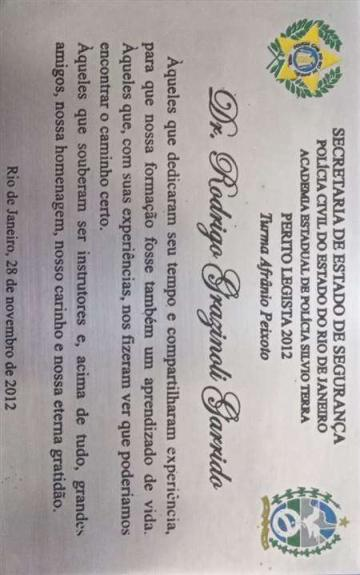 SECRETARIA DE ESTADO DE SEGURANÇA
POLÍCIA CIVIL DO ESTADO DO RIO DE JANEIRO
ACADEMIA ESTADUAL DE POLÍCIA SILVIO TERRA
PERITO LEGISTA 2012
Turma Afrânio Peixoto
Dr. Rodrigo Grazinoli Garrido
Àqueles que dedicaram seu tempo e compartilharam experiência,
para que nossa formação fosse também um aprendizado de vida.
Àqueles que, com suas experiências, nos fizeram ver que poderíamos
encontrar o caminho certo.
Àqueles que souberam ser instrutores e, acima de tudo, grandes
amigos, nossa homenagem, nosso carinho e nossa eterna gratidão.
Rio de Janeiro, 28 de novembro de 2012